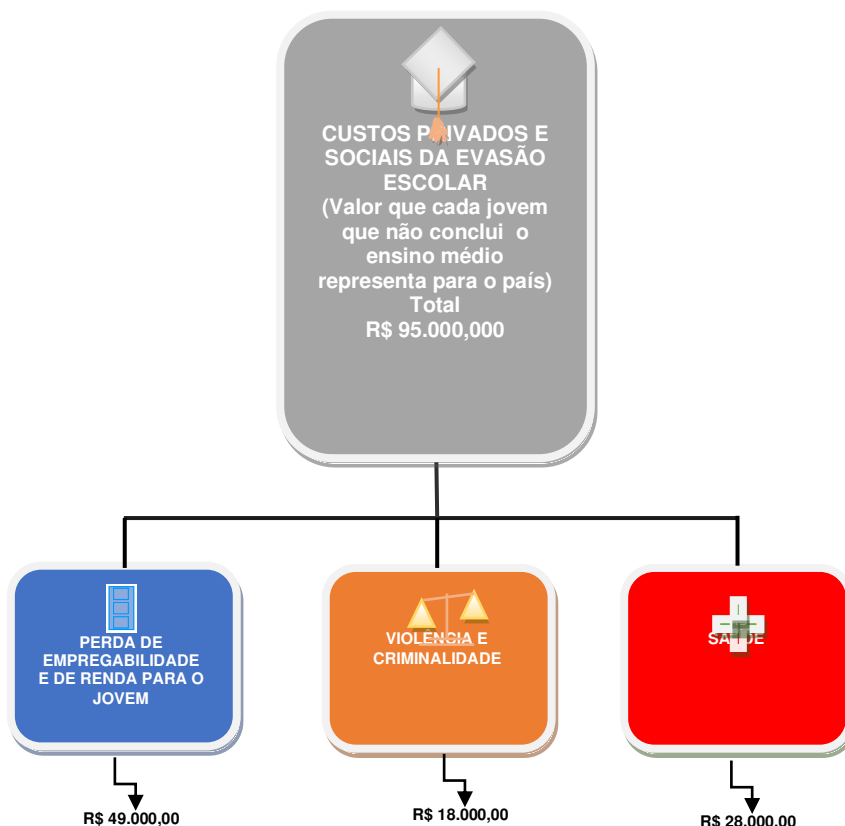 CUSTOS PRIVADOS E
SOCIAIS DA EVASÃO
ESCOLAR
(Valor que cada jovem
que não conclui o
ensino médio
representa para o país)
Total
R$ 95.000,000
PERDA DE
EMPREGABILIDADE
E DE RENDA PARA O
JOVEM
VIOLÊNCIA E
CRIMINALIDADE
SAÚDE
R$ 49.000,00
R$ 18.000,00
R$ 28.000,00